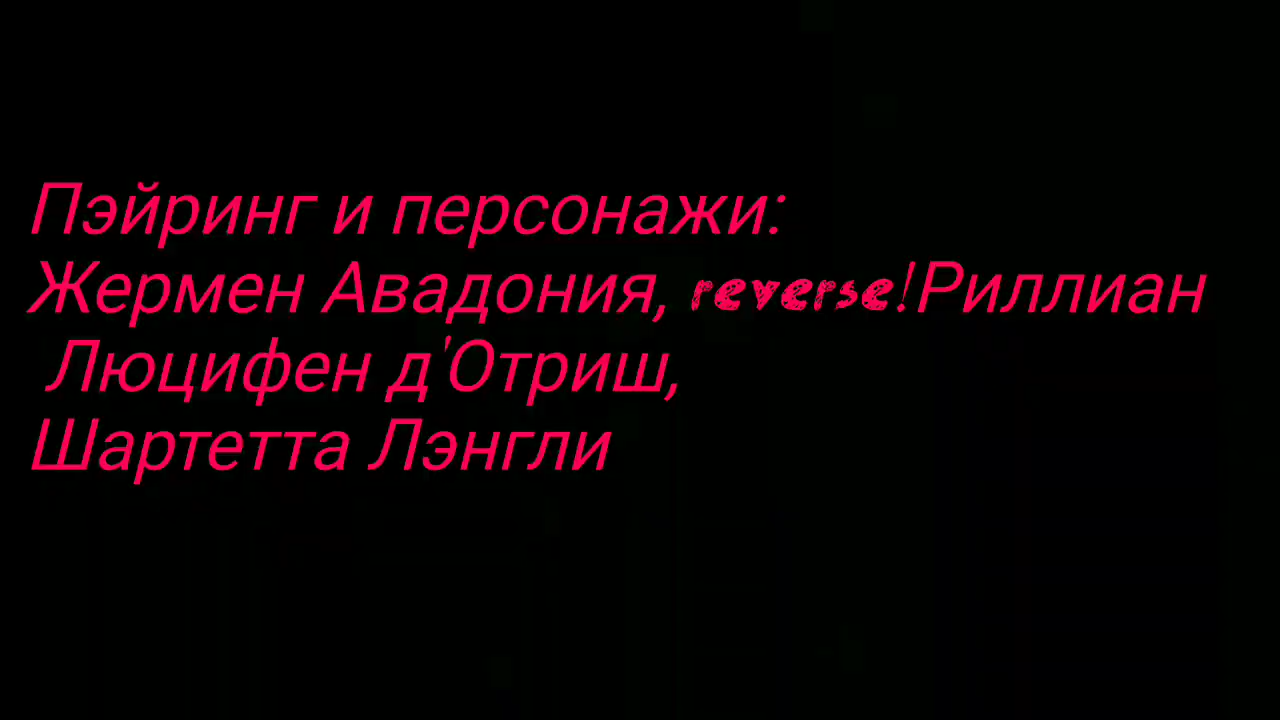 Пэйринг и персонажи:
Жермен Авадония, reverse!Риллиан
Люцифен д'Отриш,
Шартетта Лэнгли